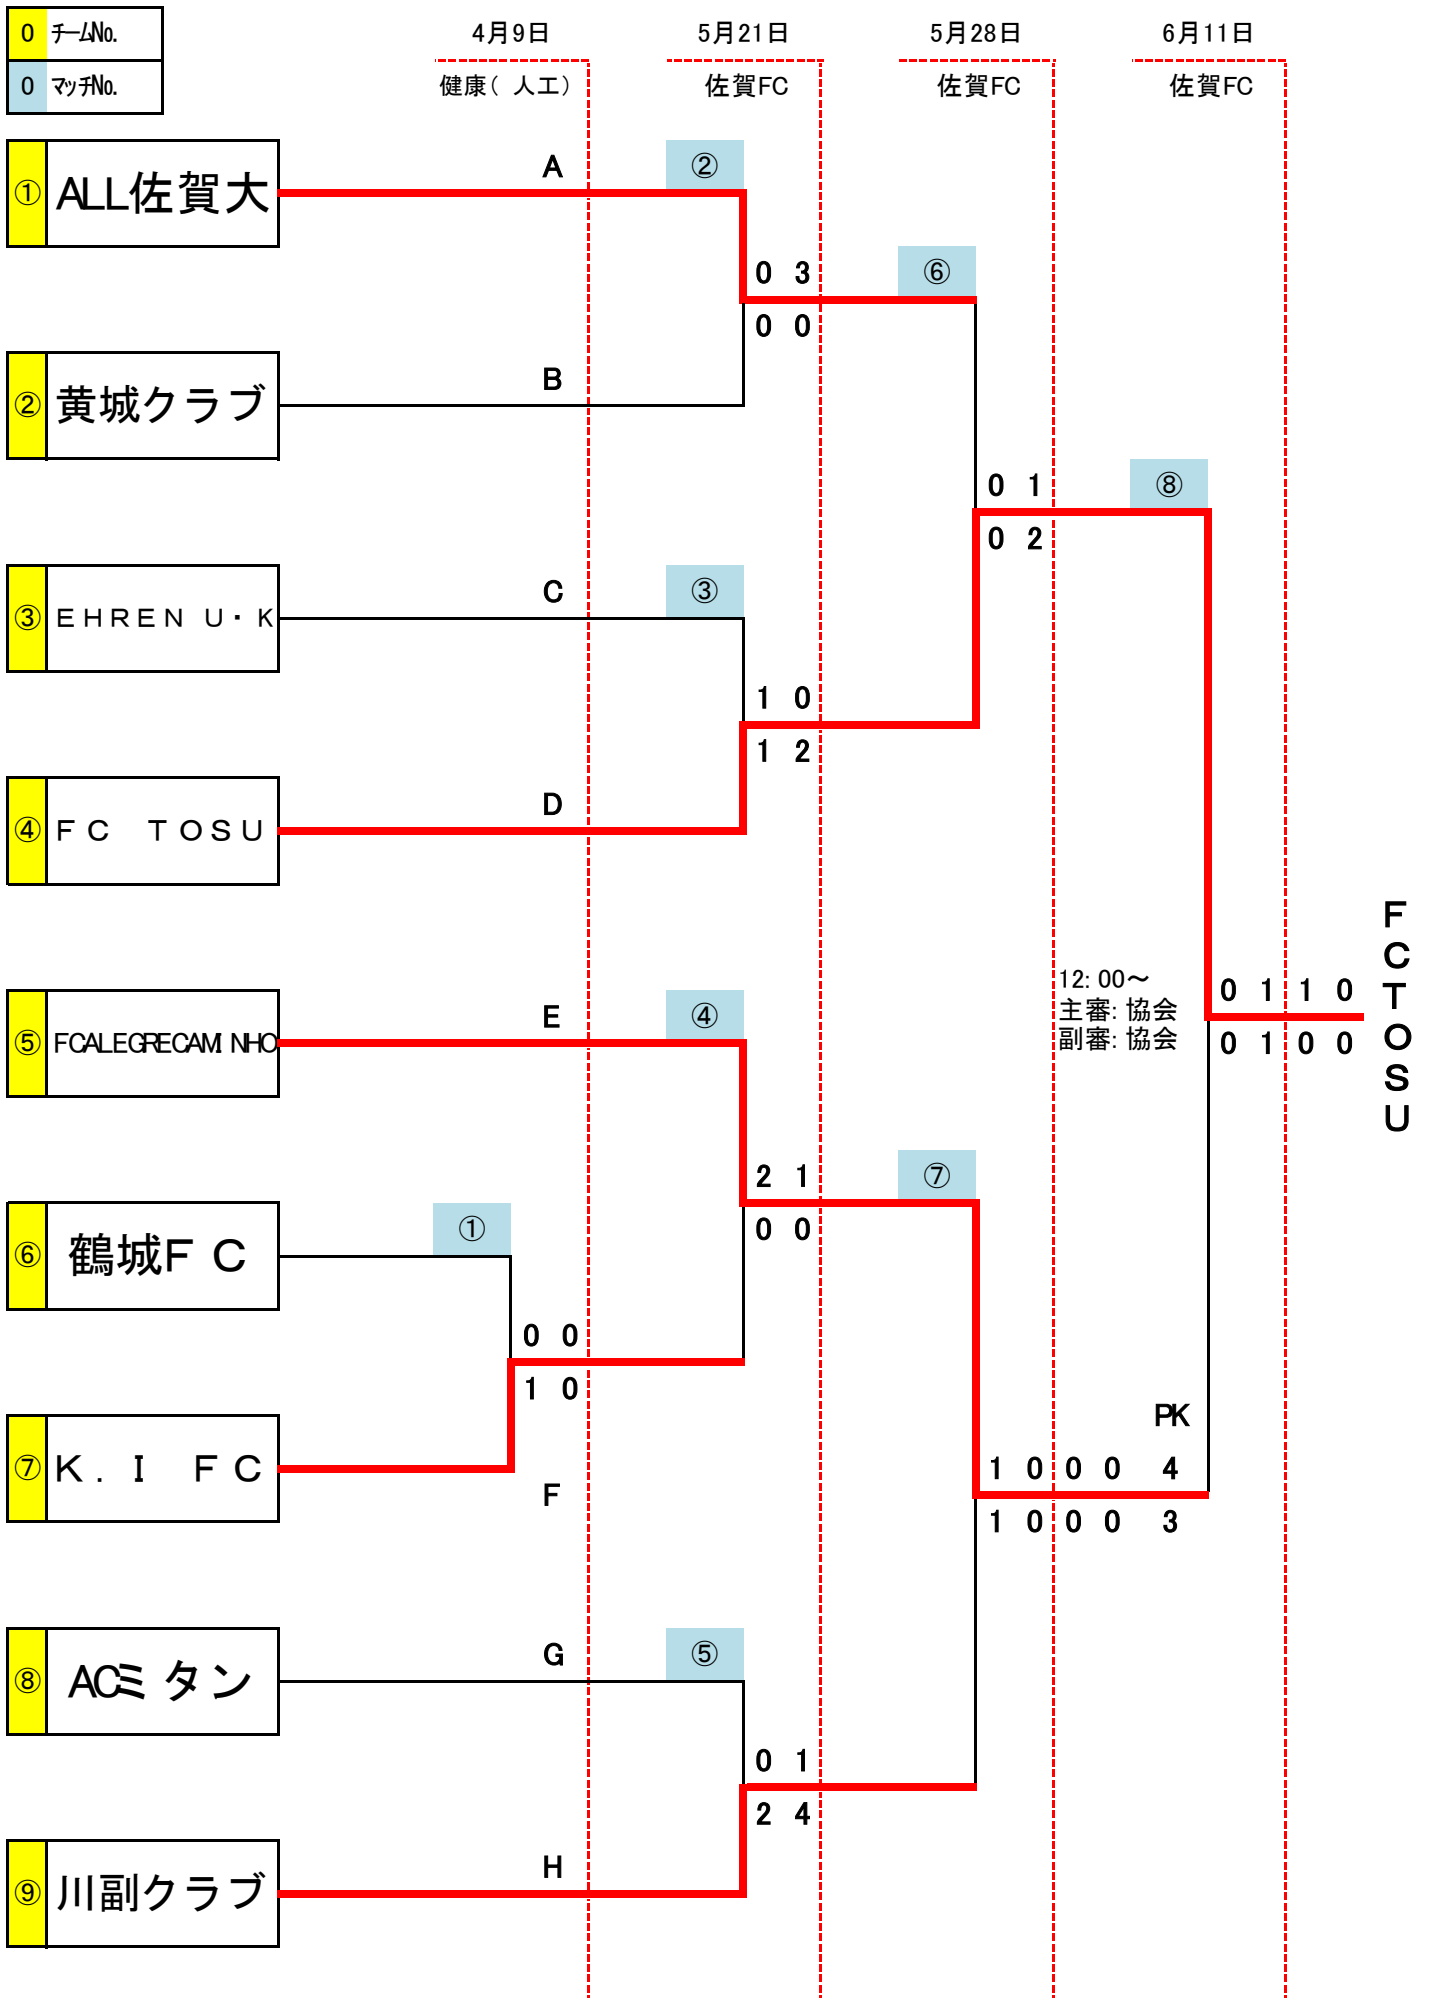 0 チームNo.
0 マッチNo.
4月9日 5月21日 5月28日 6月11日
健康(人工) 佐賀FC 佐賀FC 佐賀FC
A ②
① ALL佐賀大
0 3 ⑥
0 0
B
② 黄城クラブ
0 1 ⑧
0 2
C ③
③ EHREN U・K
1 0
1 2
D
④ FC TOSU
FCTOSU
12:00～
主審:協会
副審:協会
0 1 1 0
0 1 0 0
E ④
⑤ FCALEGRECAMINHO
2 1 ⑦
0 0
①
⑥ 鶴城FC
0 0
1 0
PK
⑦ K.I FC
1 0 0 0 4
F
1 0 0 0 3
G ⑤
⑧ ACミタン
0 1
2 4
H
⑨ 川副クラブ